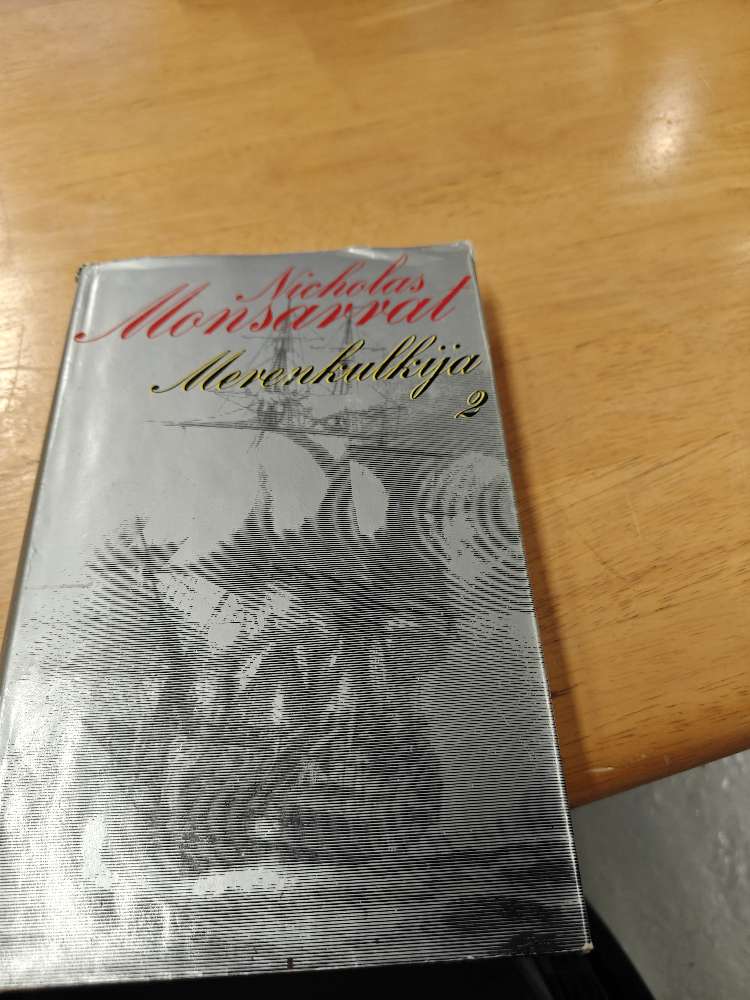 Nicholas
Monsarrat
Merenkulkija
2